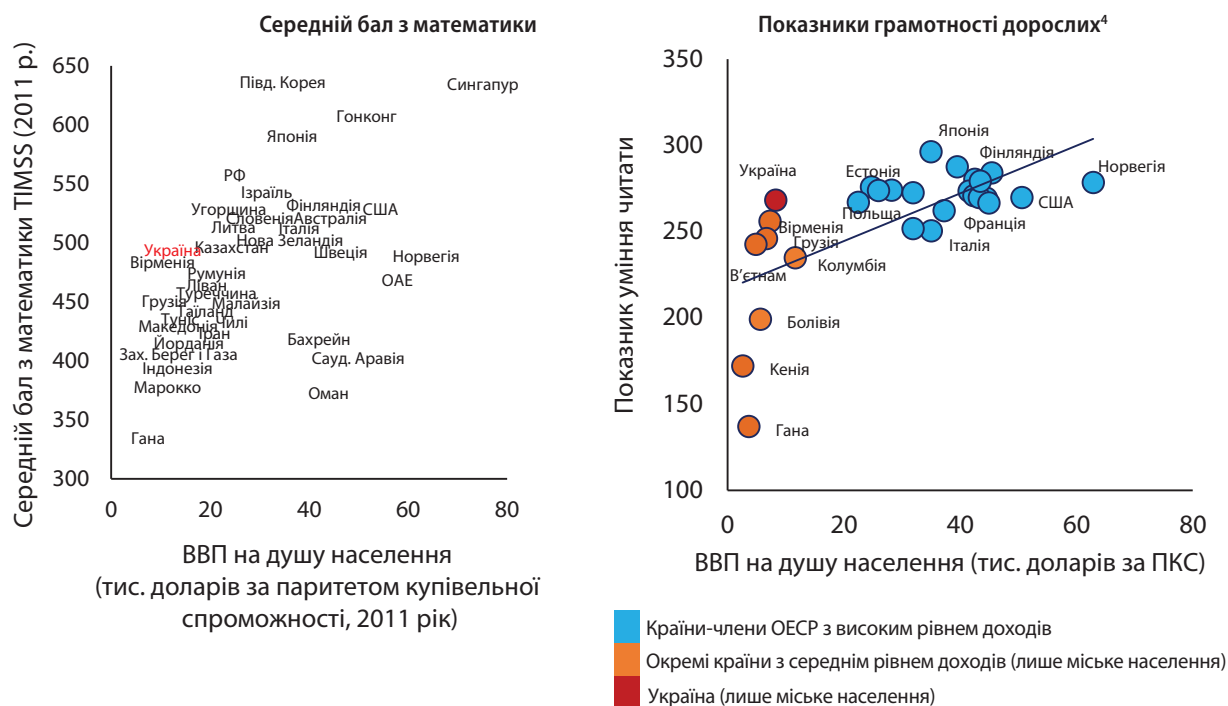 Середній бал з математики
Середній бал з математики TIMSS (2011 р.)
650
600
550
500
450
400
350
300
Півд. Корея
Сингапур
Гонконг
Японія
РФ
Ізраїль
Фінляндія
США
Угорщина
Словенія
Австралія
Литва
Італія
Нова Зеландія
Україна
Казахстан
Швеція
Норвегія
Вірменія
Румунія
ОАЕ
Ліван
Туреччина
Грузія
Малайзія
Таїланд
Туніс
Чилі
Македонія
Іран
Йорданія
Бахрейн
Зах. Берег і Газа
Сауд. Аравія
Індонезія
Марокко
Оман
Гана
0 20 40 60 80
ВВП на душу населення
(тис. доларів за паритетом купівельної
спроможності, 2011 рік)
Показники грамотності дорослих⁴
Показник уміння читати
350
300
250
200
150
100
Японія
Фінляндія
Україна
Естонія
Норвегія
США
Польща
Франція
Вірменія
Грузія
Італія
Колумбія
В'єтнам
Болівія
Кенія
Гана
0 20 40 60 80
ВВП на душу населення (тис. доларів за ПКС)
Країни-члени ОЕСР з високим рівнем доходів
Окремі країни з середнім рівнем доходів (лише міське населення)
Україна (лише міське населення)